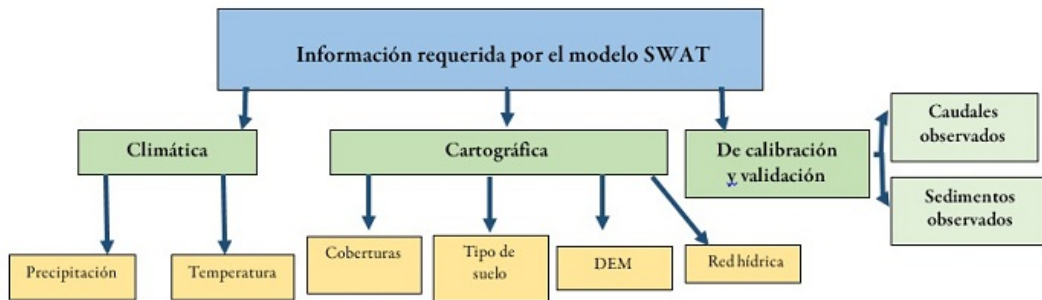 Información requerida por el modelo SWAT
Climática
Cartográfica
De calibración
y validación
Caudales
observados
Sedimentos
observados
Precipitación
Temperatura
Coberturas
Tipo de
suelo
DEM
Red hídrica